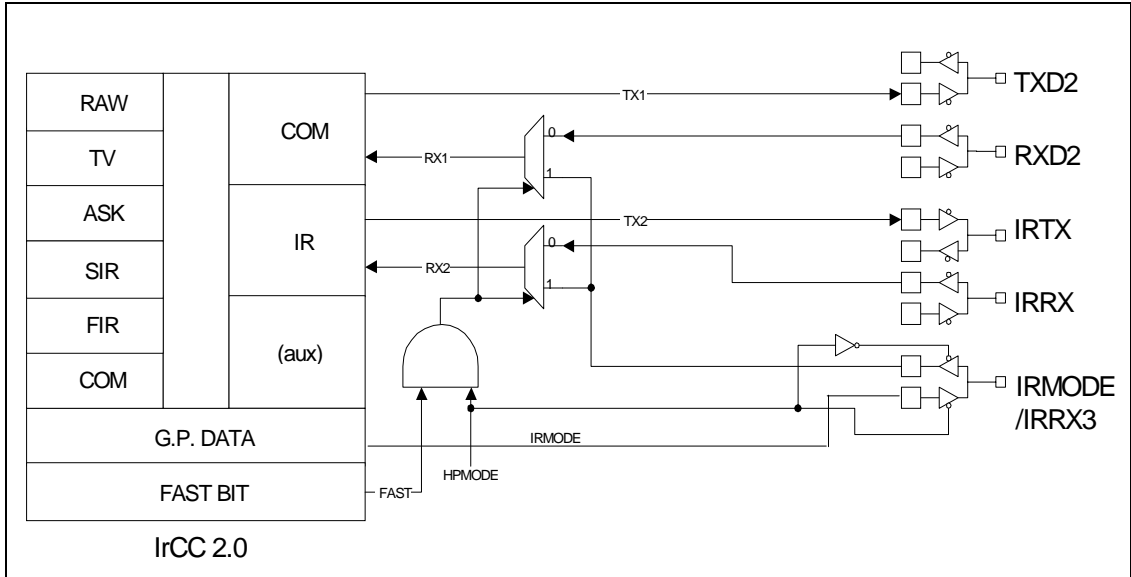 RAW
TV
ASK
SIR
FIR
COM
COM
IR
(aux)
G.P. DATA
FAST BIT
IrCC 2.0
TX1
RX1
TX2
RX2
0
1
0
1
IRMODE
HPMODE
FAST
TXD2
RXD2
IRTX
IRRX
IRMODE
/IRRX3